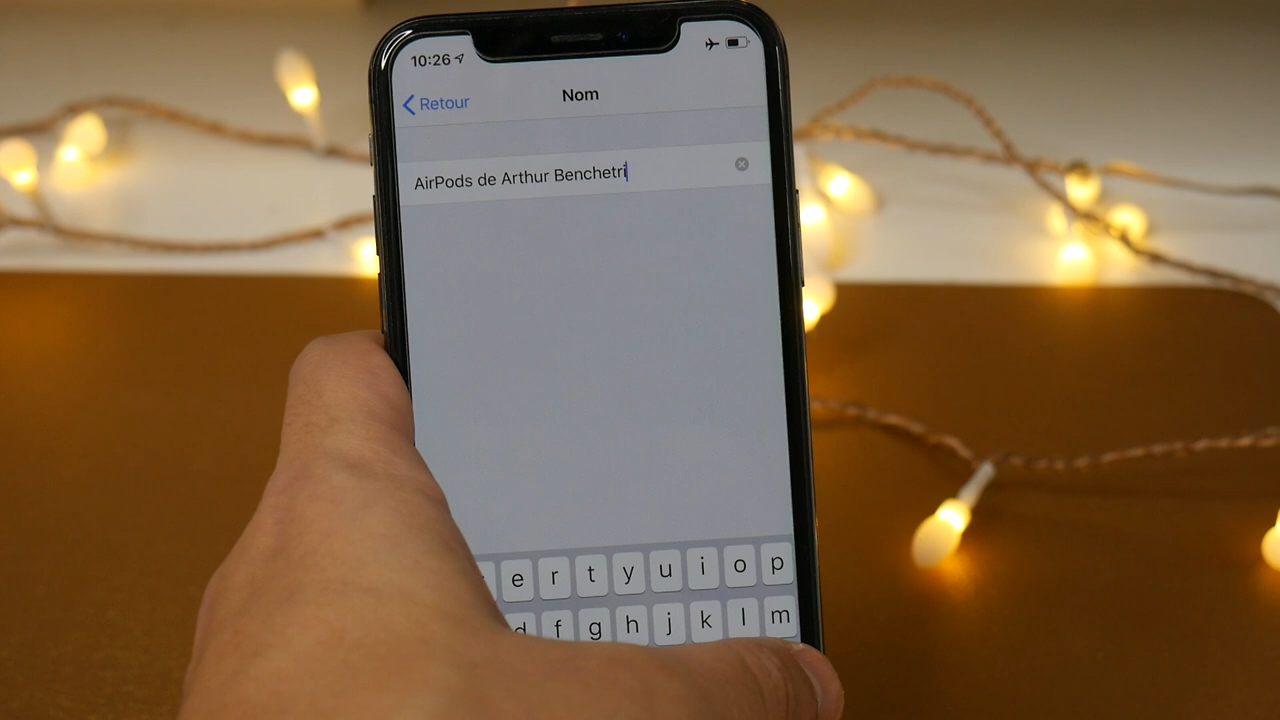 10:26
Retour
Nom
AirPods de Arthur Benchetri
e r t y u i o p
d f g h j k l m